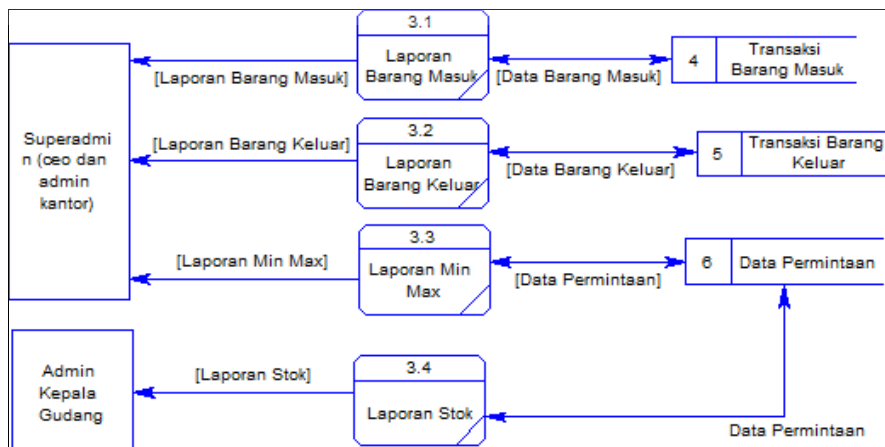 3.1
Laporan
Barang Masuk
[Laporan Barang Masuk]
[Data Barang Masuk]
4
Transaksi
Barang Masuk
Superadmi
n (ceo dan
admin
kantor)
3.2
Laporan
Barang Keluar
[Laporan Barang Keluar]
[Data Barang Keluar]
5
Transaksi Barang
Keluar
3.3
Laporan Min
Max
[Laporan Min Max]
[Data Permintaan]
6
Data Permintaan
Admin
Kepala
Gudang
[Laporan Stok]
3.4
Laporan Stok
Data Permintaan